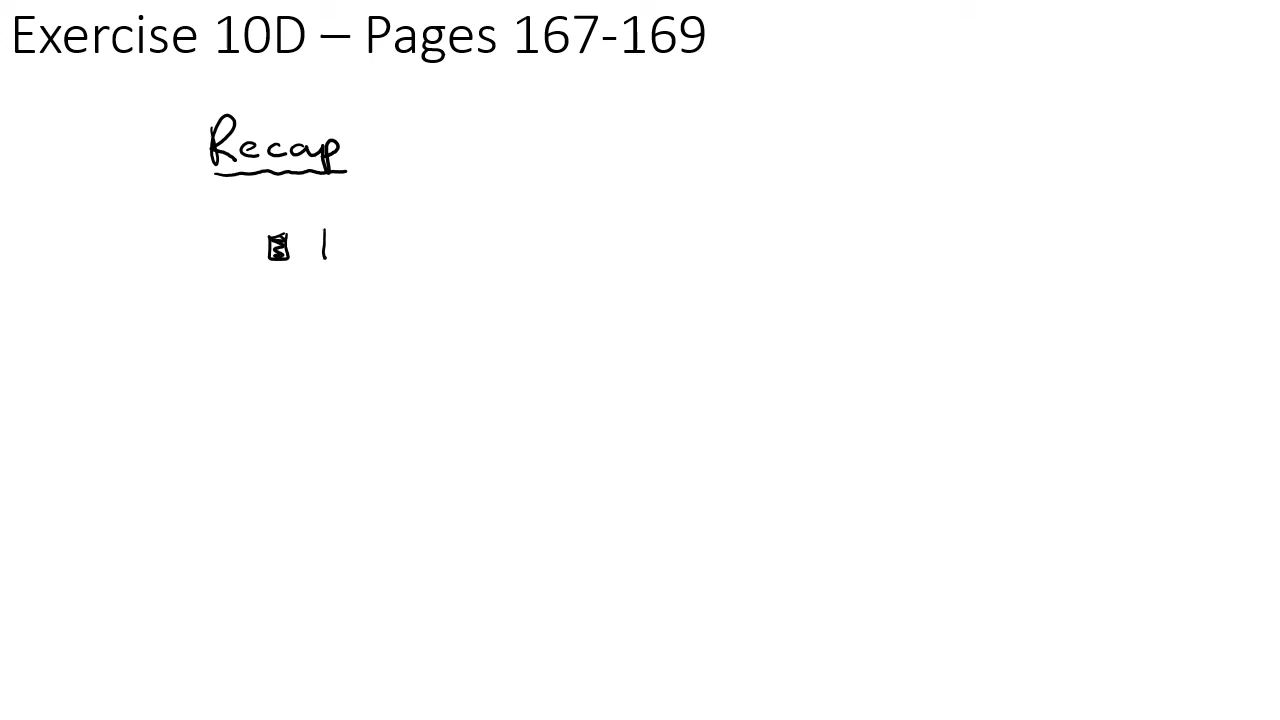 Exercise 10D – Pages 167-169
Recap